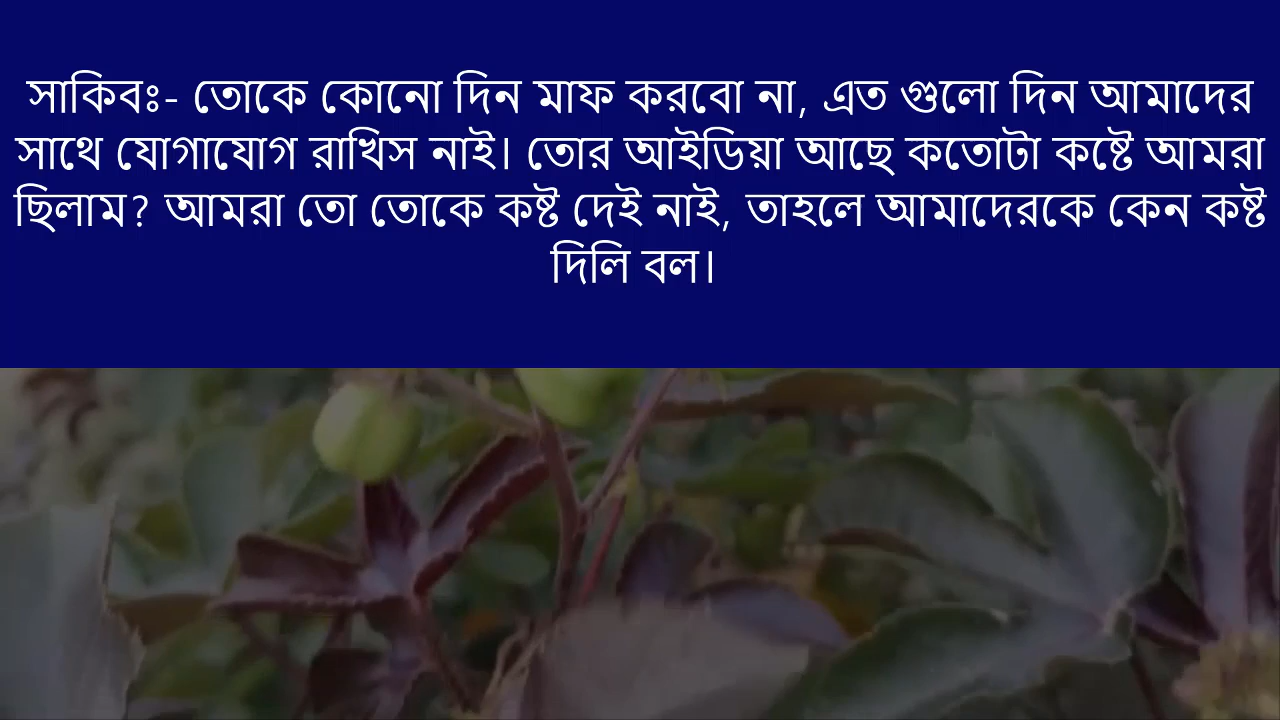 সাকিবঃ- তোকে কোনো দিন মাফ করবো না, এত গুলো দিন আমাদের
সাথে যোগাযোগ রাখিস নাই। তোর আইডিয়া আছে কতোটা কষ্টে আমরা
ছিলাম? আমরা তো তোকে কষ্ট দেই নাই, তাহলে আমাদেরকে কেন কষ্ট
দিলি বল।